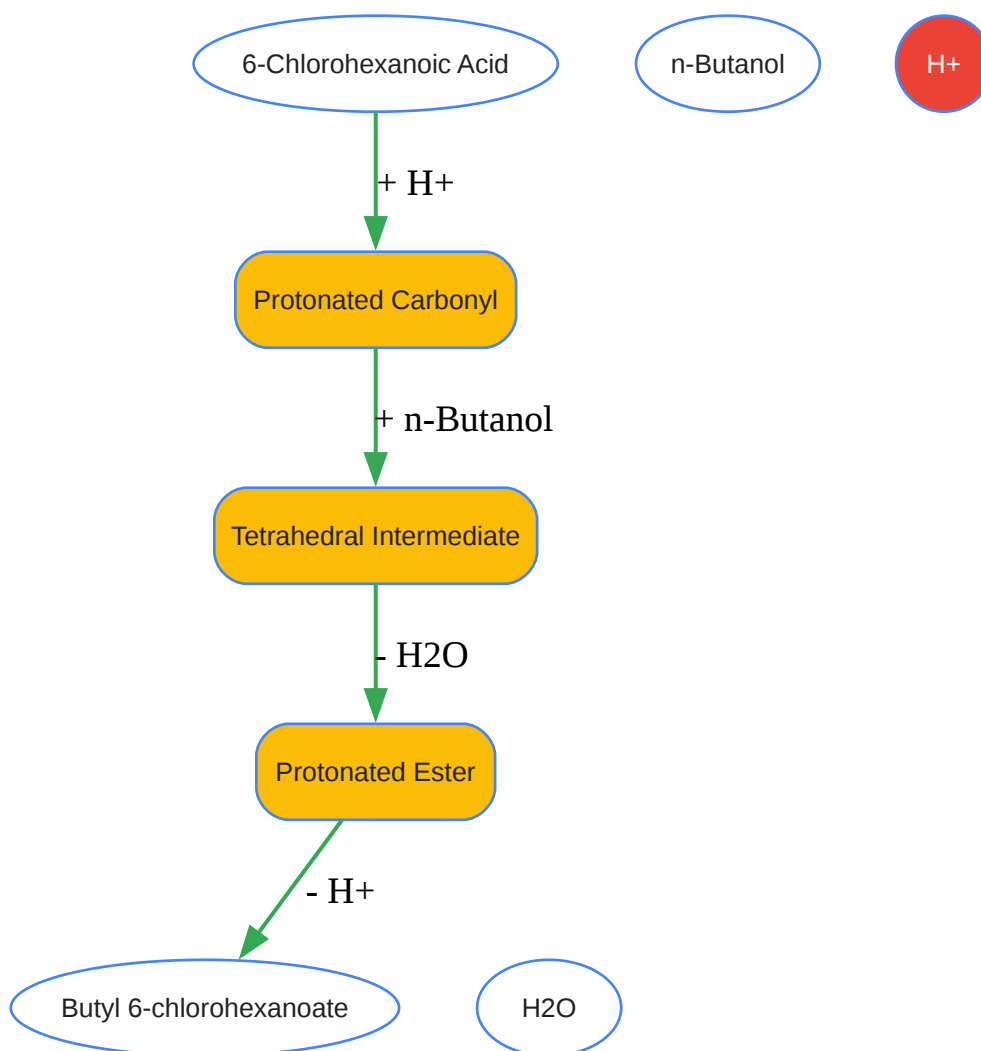 6-Chlorohexanoic Acid
n-Butanol
H+
+ H+
Protonated Carbonyl
+ n-Butanol
Tetrahedral Intermediate
- H2O
Protonated Ester
- H+
Butyl 6-chlorohexanoate
H2O